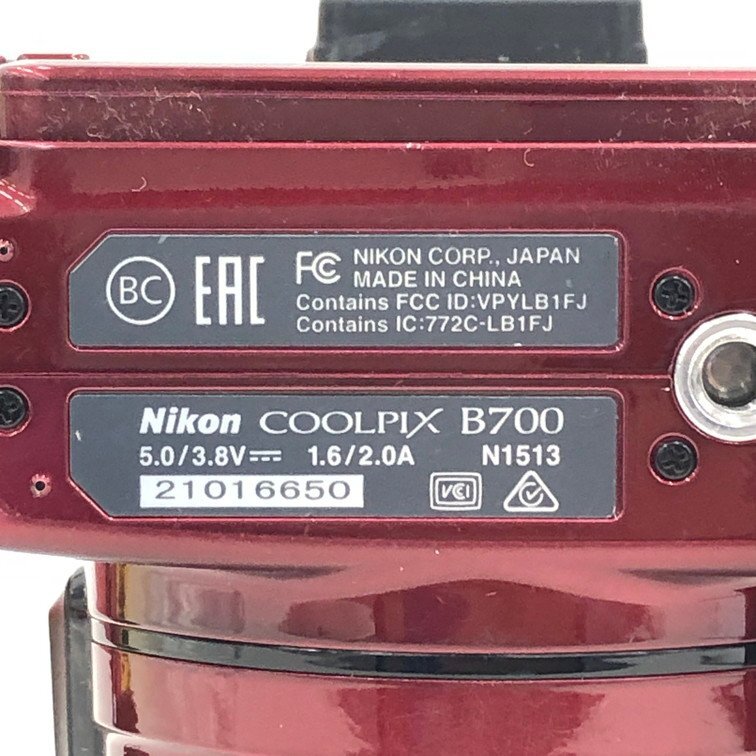 BC EAC FC NIKON CORP., JAPAN
MADE IN CHINA
Contains FCC ID:VPYLB1FJ
Contains IC:772C-LB1FJ
Nikon COOLPIX B700
5.0/3.8V⎓ 1.6/2.0A N1513
21016650 VCI